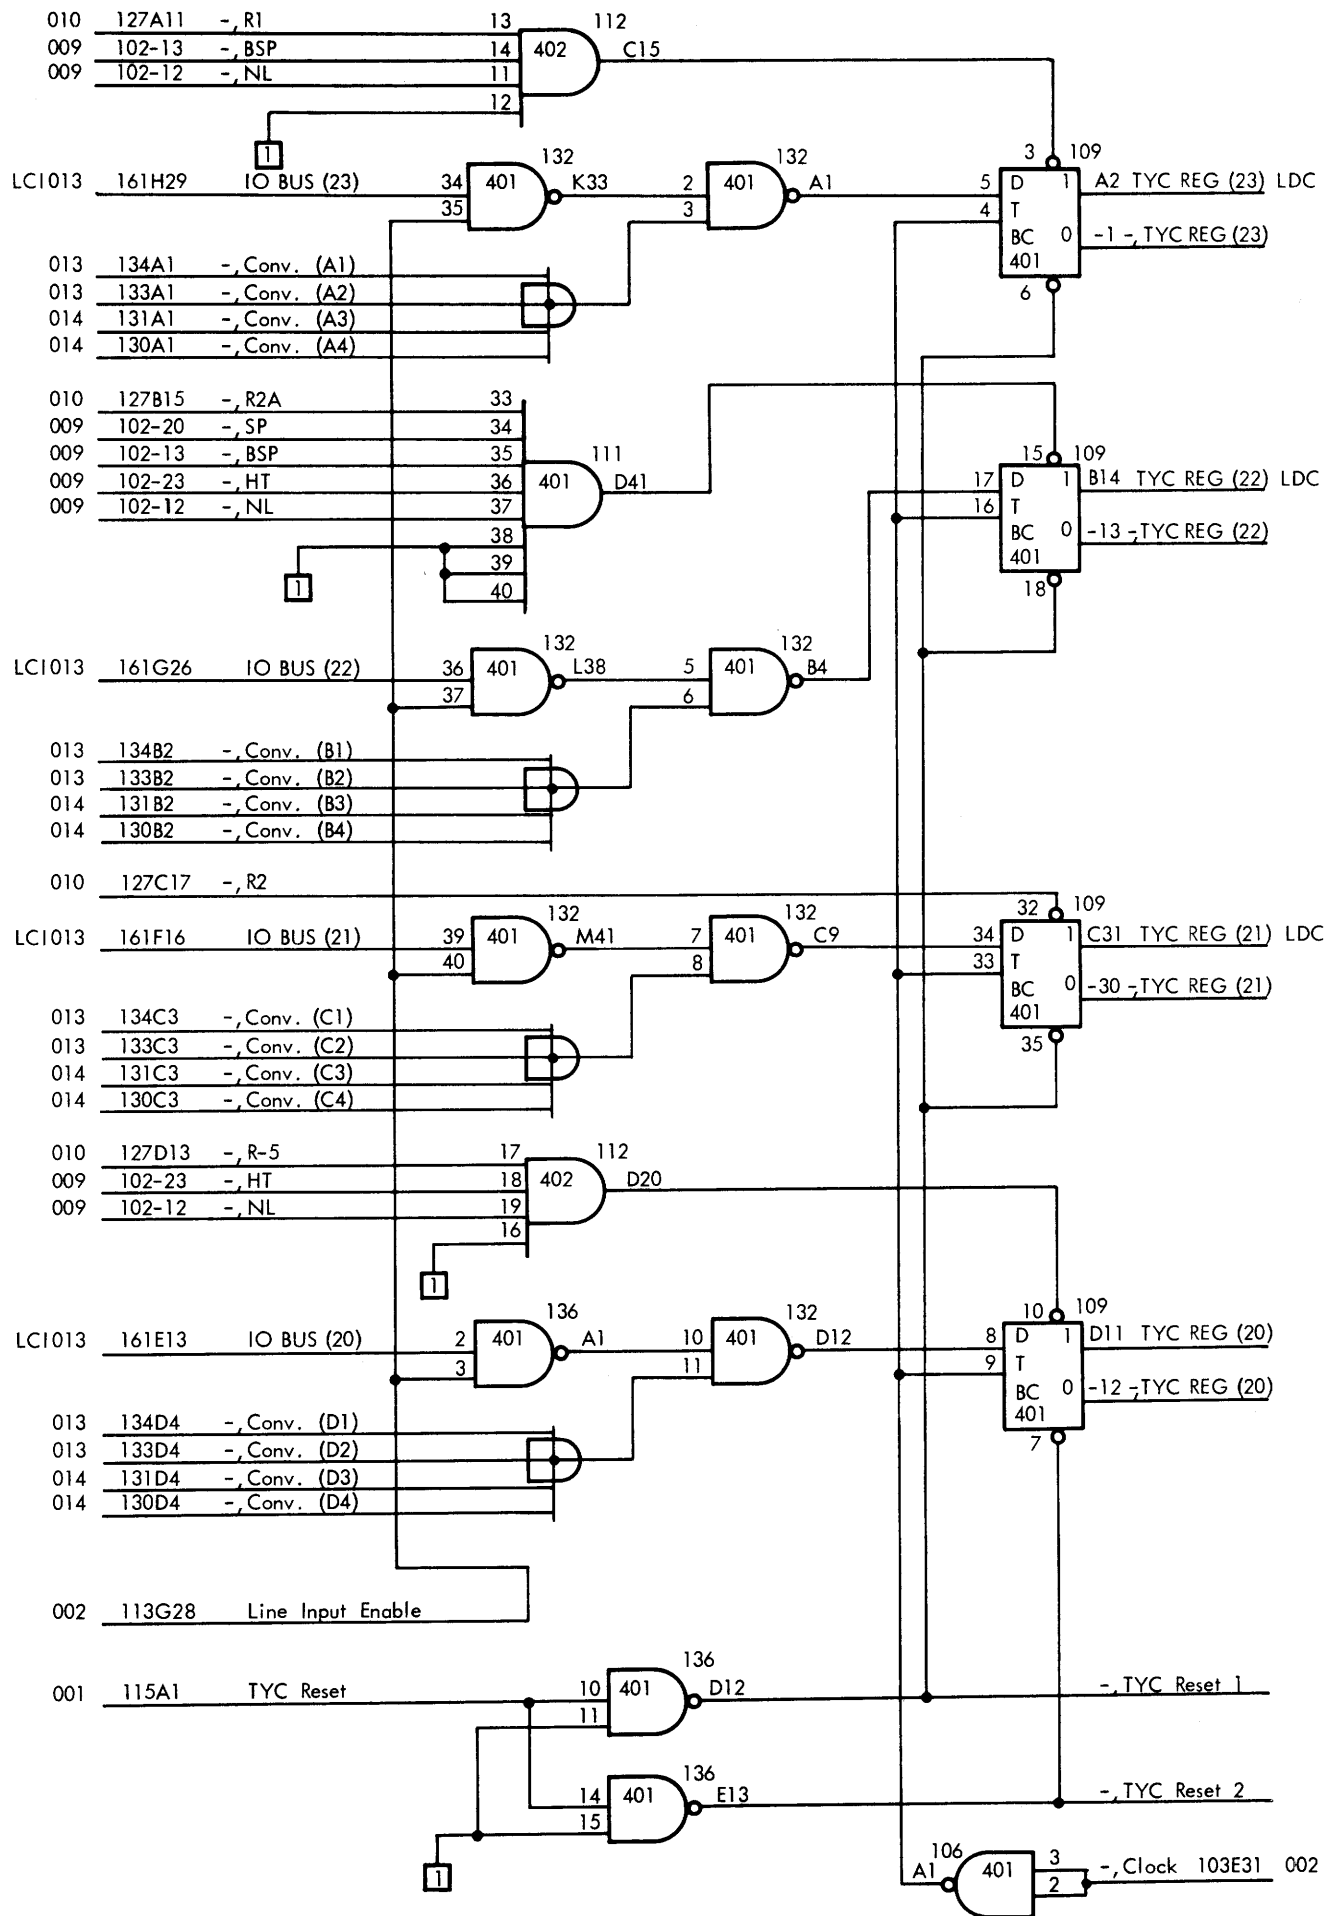 010 127A11 -, R1 13 112
009 102-13 -, BSP 14 402 C15
009 102-12 -, NL 11
12
1
132 132 3 109
LCI013 161H29 IO BUS (23) 34 401 K33 2 401 A1 5 D 1 A2 TYC REG (23) LDC
35 3 4 T
BC 0 -1 -, TYC REG (23)
401
6
013 134A1 -, Conv. (A1)
013 133A1 -, Conv. (A2)
014 131A1 -, Conv. (A3)
014 130A1 -, Conv. (A4)
010 127B15 -, R2A 33
009 102-20 -, SP 34
009 102-13 -, BSP 35 111
009 102-23 -, HT 36 401 D41
009 102-12 -, NL 37
38
39
40
1
15 109
17 D 1 B14 TYC REG (22) LDC
16 T
BC 0 -13 -, TYC REG (22)
401
18
132 132
LCI013 161G26 IO BUS (22) 36 401 L38 5 401 B4
37 6
013 134B2 -, Conv. (B1)
013 133B2 -, Conv. (B2)
014 131B2 -, Conv. (B3)
014 130B2 -, Conv. (B4)
010 127C17 -, R2
132 132 32 109
LCI013 161F16 IO BUS (21) 39 401 M41 7 401 C9 34 D 1 C31 TYC REG (21) LDC
40 8 33 T
BC 0 -30 -, TYC REG (21)
401
35
013 134C3 -, Conv. (C1)
013 133C3 -, Conv. (C2)
014 131C3 -, Conv. (C3)
014 130C3 -, Conv. (C4)
010 127D13 -, R-5 17 112
009 102-23 -, HT 18 402 D20
009 102-12 -, NL 19
16
1
136 132 10 109
LCI013 161E13 IO BUS (20) 2 401 A1 10 401 D12 8 D 1 D11 TYC REG (20)
3 11 9 T
BC 0 -12 -, TYC REG (20)
401
7
013 134D4 -, Conv. (D1)
013 133D4 -, Conv. (D2)
014 131D4 -, Conv. (D3)
014 130D4 -, Conv. (D4)
002 113G28 Line Input Enable
136
001 115A1 TYC Reset 10 401 D12 -, TYC Reset 1
11
136
14 401 E13 -, TYC Reset 2
15
1
106
A1 401 3 -, Clock 103E31 002
2